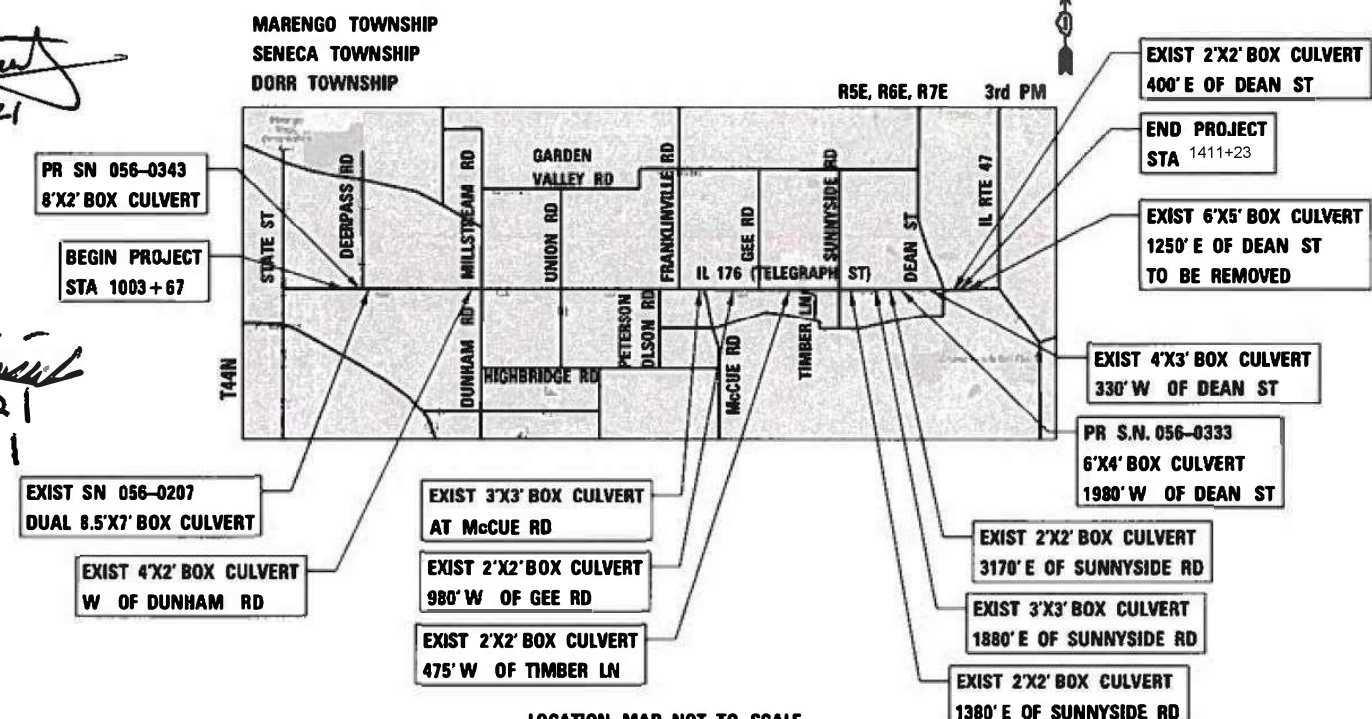 MARENGO TOWNSHIP
SENECA TOWNSHIP
DORR TOWNSHIP
R5E, R6E, R7E 3rd PM
EXIST 2'X2' BOX CULVERT
400' E OF DEAN ST
END PROJECT
STA 1411+23
EXIST 6'X5' BOX CULVERT
1250' E OF DEAN ST
TO BE REMOVED
PR SN 056-0343
8'X2' BOX CULVERT
BEGIN PROJECT
STA 1003+67
STATE ST
DEERPASS RD
MILLSTREAM RD
GARDEN
VALLEY RD
UNION RD
FRANKLINVILLE RD
GEE RD
SUNNYSIDE RD
DEAN ST
IL RTE 47
IL 176 (TELEGRAPH ST)
T44N
DUNHAM RD
HIGHBRIDGE RD
PETERSON
OLSON RD
McCUE RD
TIMBER LN
EXIST 4'X3' BOX CULVERT
330' W OF DEAN ST
PR S.N. 056-0333
6'X4' BOX CULVERT
1980' W OF DEAN ST
EXIST SN 056-0207
DUAL 8.5'X7' BOX CULVERT
EXIST 4'X2' BOX CULVERT
W OF DUNHAM RD
EXIST 3'X3' BOX CULVERT
AT McCUE RD
EXIST 2'X2' BOX CULVERT
980' W OF GEE RD
EXIST 2'X2' BOX CULVERT
475' W OF TIMBER LN
EXIST 2'X2' BOX CULVERT
3170' E OF SUNNYSIDE RD
EXIST 3'X3' BOX CULVERT
1880' E OF SUNNYSIDE RD
EXIST 2'X2' BOX CULVERT
1380' E OF SUNNYSIDE RD
LOCATION MAP NOT TO SCALE